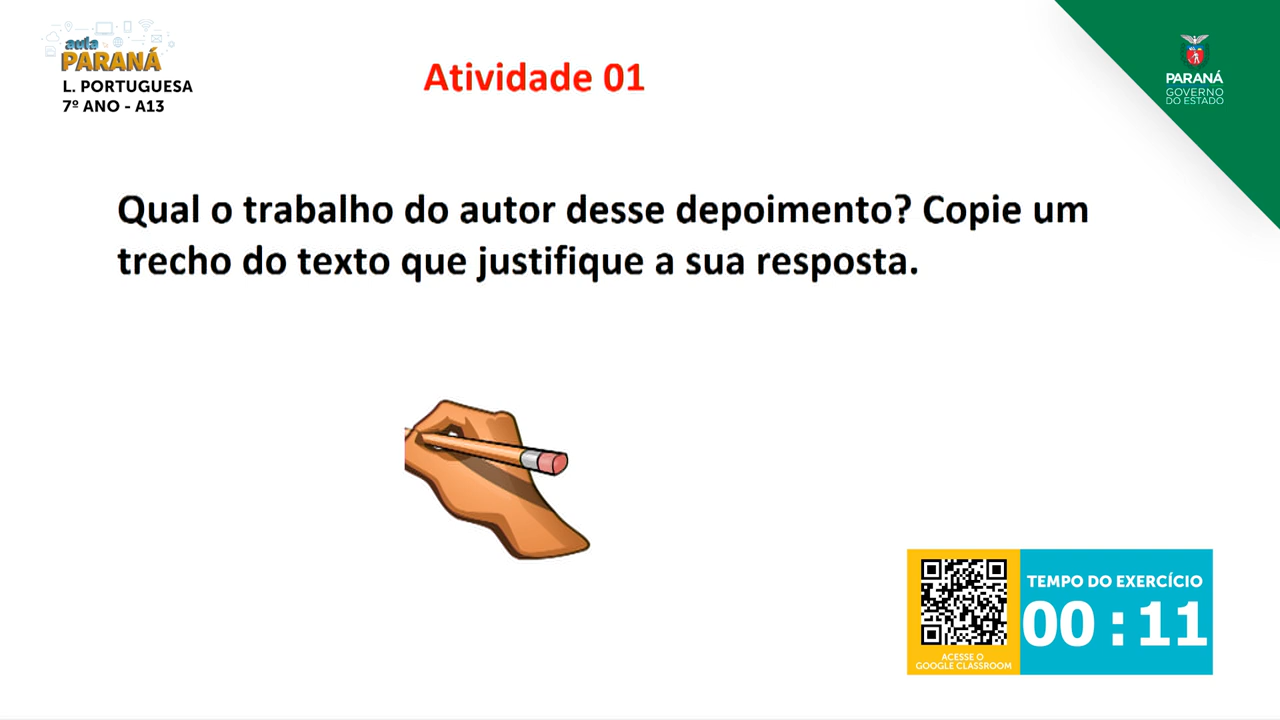 aula
PARANÁ
L. PORTUGUESA
7º ANO - A13
Atividade 01
PARANÁ
GOVERNO
DO ESTADO
Qual o trabalho do autor desse depoimento? Copie um
trecho do texto que justifique a sua resposta.
TEMPO DO EXERCÍCIO
00 : 11
ACESSE O
GOOGLE CLASSROOM